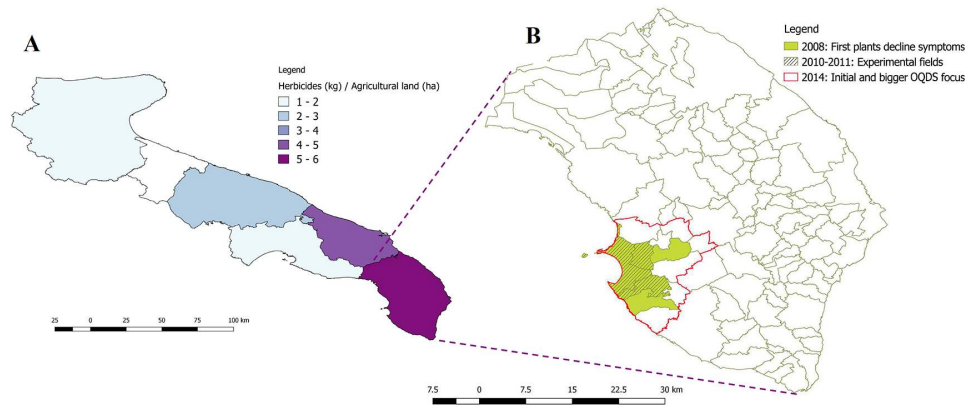 A
Legend
Herbicides (kg) / Agricultural land (ha)
1 - 2
2 - 3
3 - 4
4 - 5
5 - 6
25 0 25 50 75 100 km
B
Legend
2008: First plants decline symptoms
2010-2011: Experimental fields
2014: Initial and bigger OQDS focus
7.5 0 7.5 15 22.5 30 km